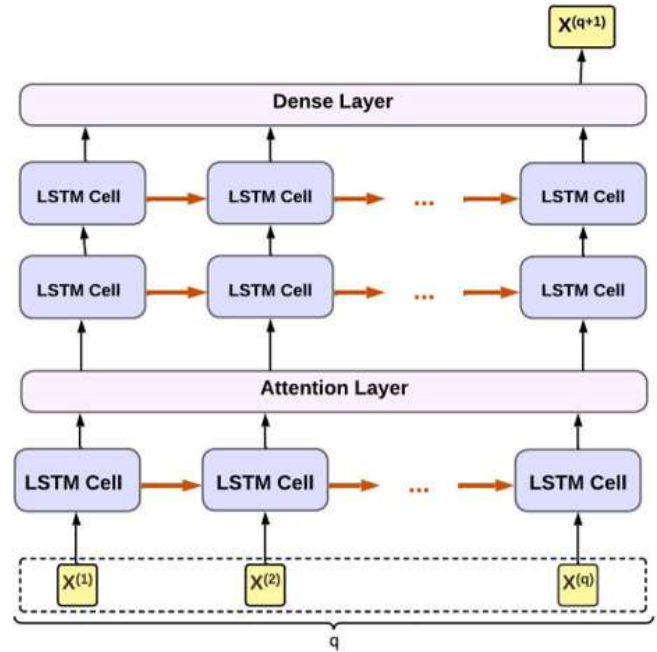 X(q+1)
Dense Layer
LSTM Cell LSTM Cell ... LSTM Cell
LSTM Cell LSTM Cell ... LSTM Cell
Attention Layer
LSTM Cell LSTM Cell ... LSTM Cell
X(1) X(2) X(q)
q